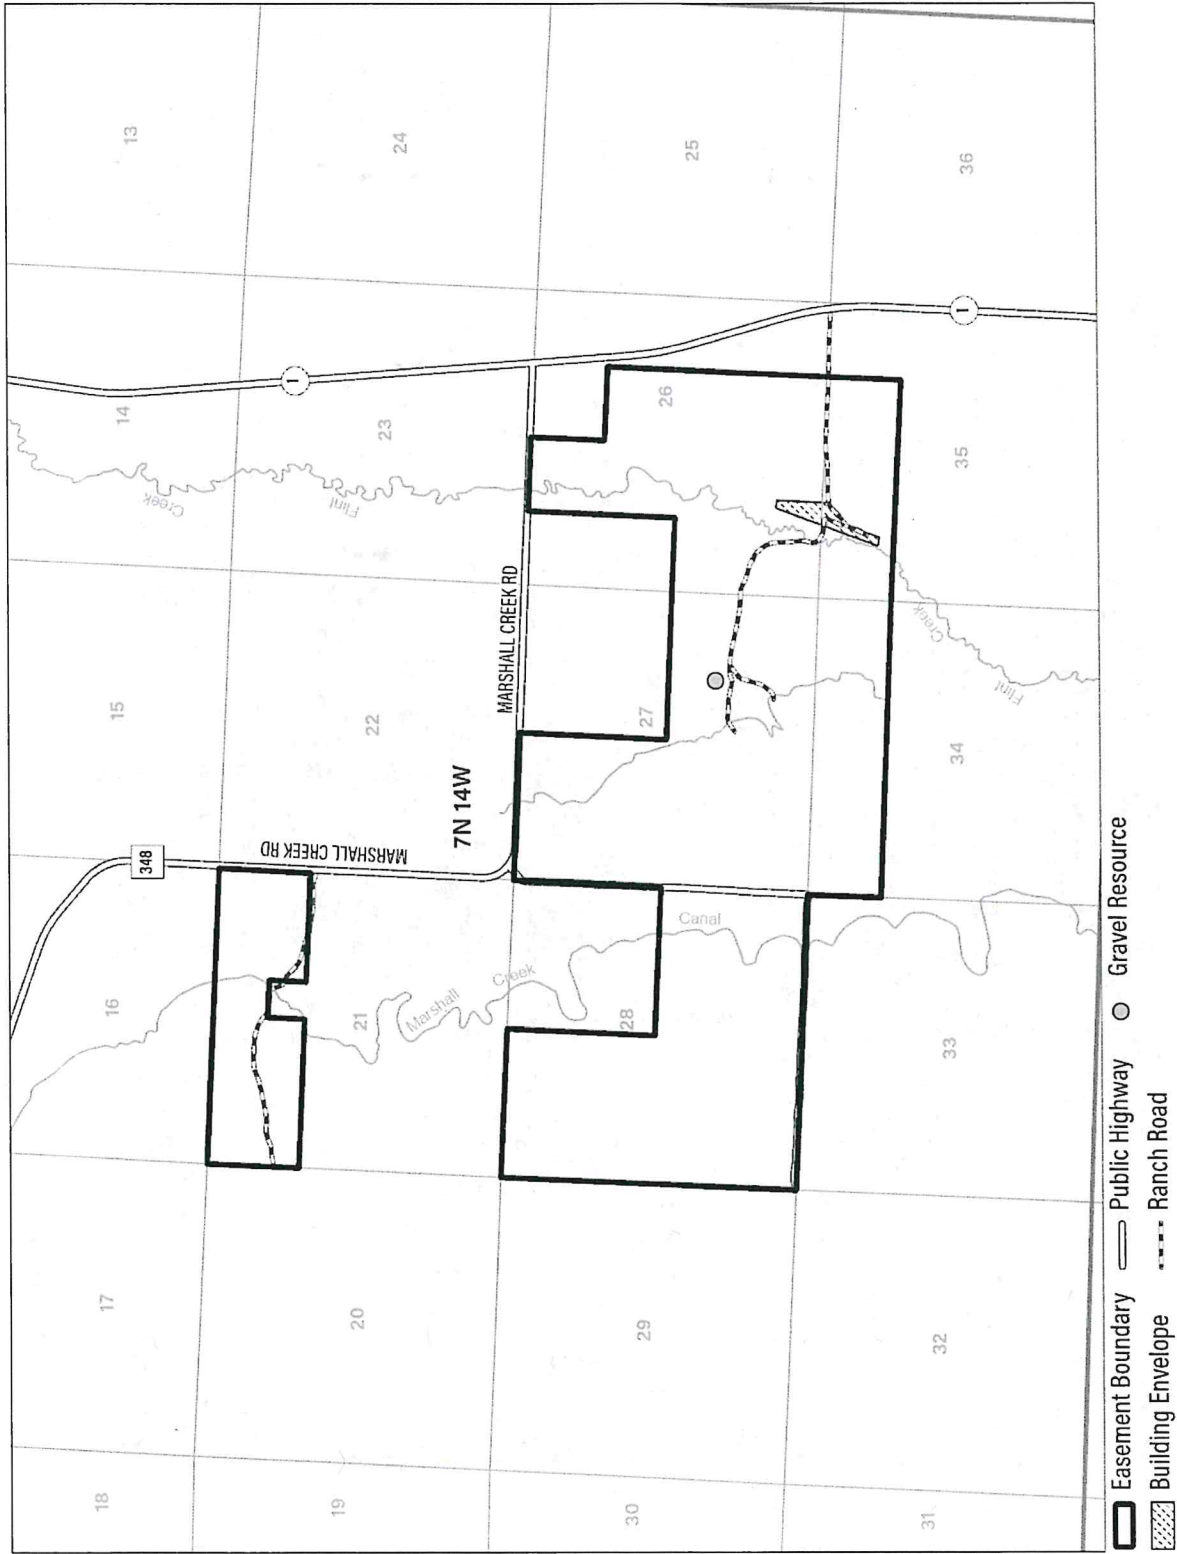 18
17
16
15
14
13
348
Creek
1
19
20
21
22
23
24
MARSHALL CREEK RD
Flint
7N 14W
Marshall
Creek
MARSHALL CREEK RD
30
29
28
27
26
25
Canal
31
32
33
34
35
36
Creek
Flint
1
Easement Boundary
Public Highway
Gravel Resource
Building Envelope
Ranch Road